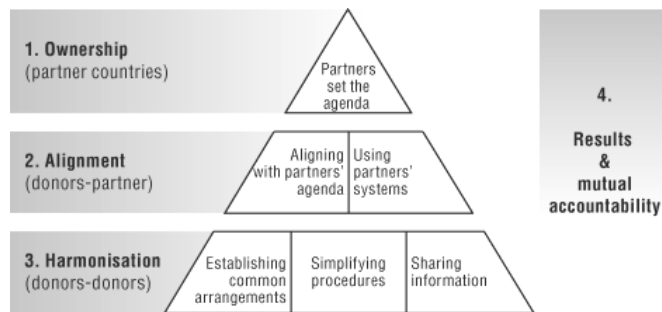 1. Ownership
(partner countries)
Partners
set the
agenda
2. Alignment
(donors-partner)
Aligning
with partners'
agenda
Using
partners'
systems
3. Harmonisation
(donors-donors)
Establishing
common
arrangements
Simplifying
procedures
Sharing
information
4.
Results
&
mutual
accountability